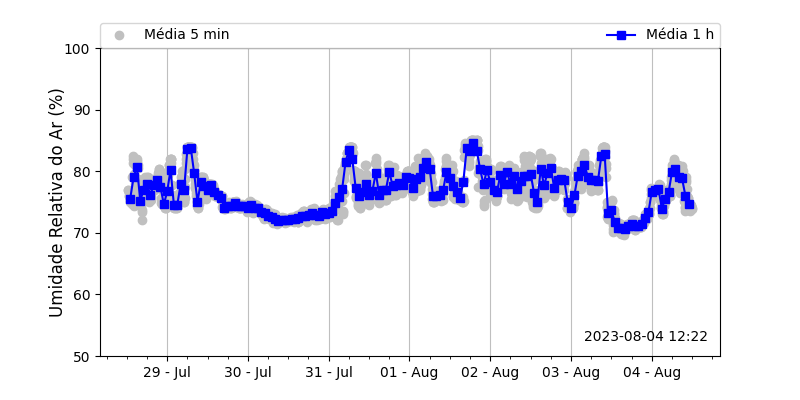 Média 5 min
Média 1 h
Umidade Relativa do Ar (%)
100
90
80
70
60
50
2023-08-04 12:22
29 - Jul
30 - Jul
31 - Jul
01 - Aug
02 - Aug
03 - Aug
04 - Aug